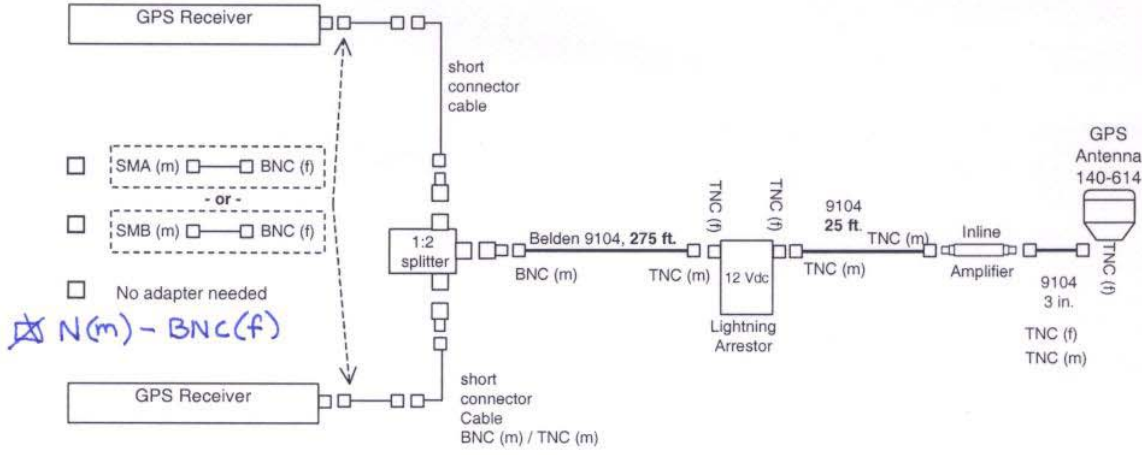 GPS Receiver
short
connector
cable
SMA (m) BNC (f)
- or -
SMB (m) BNC (f)
No adapter needed
N(m) - BNC(f)
GPS Receiver
short
connector
Cable
BNC (m) / TNC (m)
1:2
splitter
Belden 9104, 275 ft.
BNC (m)
TNC (m)
TNC (f)
TNC (f)
12 Vdc
Lightning
Arrestor
9104
25 ft.
TNC (m)
TNC (m)
Inline
Amplifier
9104
3 in.
TNC (f)
TNC (m)
GPS
Antenna
140-614
TNC (f)